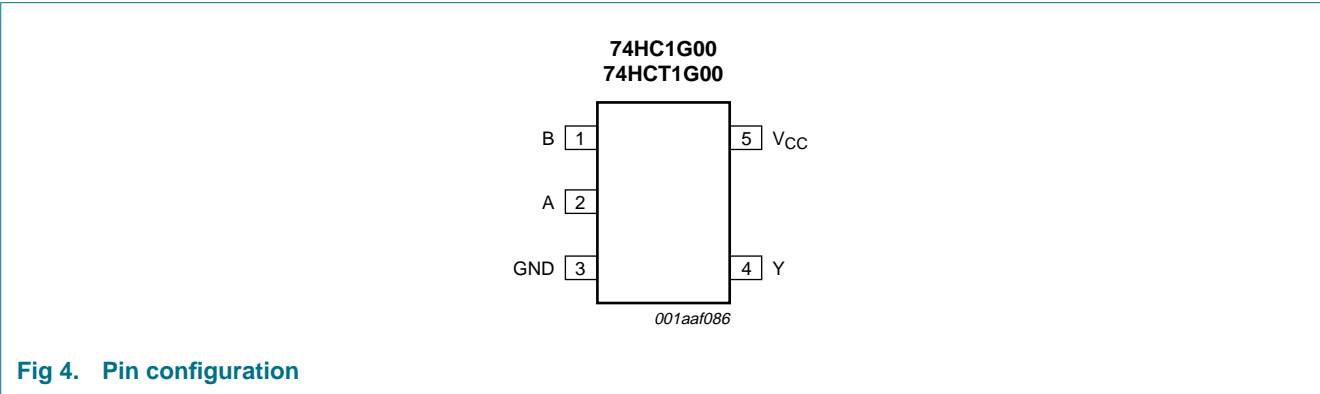 74HC1G00
74HCT1G00
B 1
5 VCC
A 2
GND 3
4 Y
001aaf086
Fig 4. Pin configuration